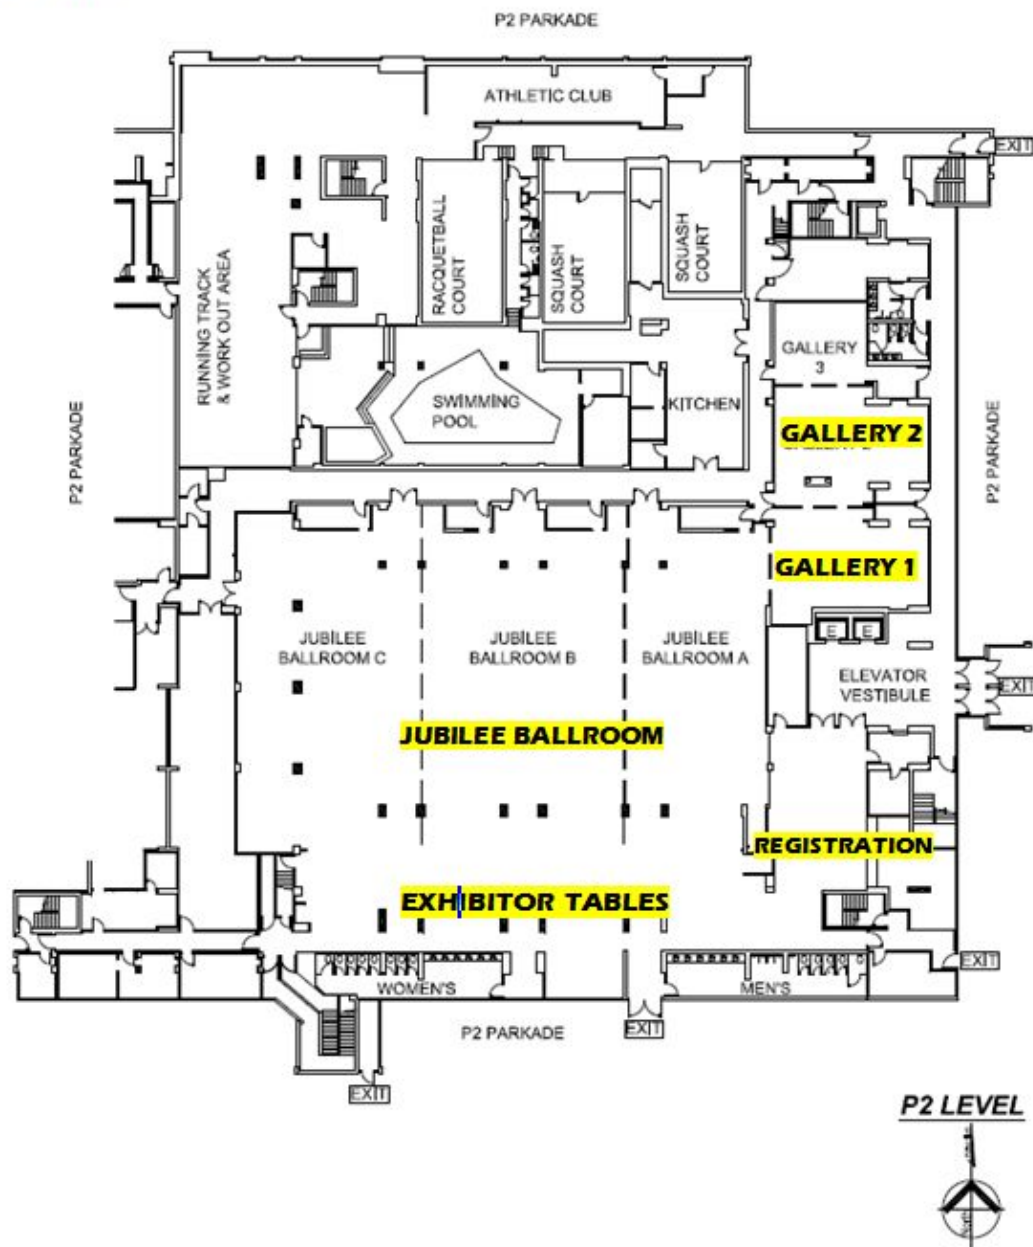 P2 PARKADE
ATHLETIC CLUB
EXIT
RUNNING TRACK
& WORK OUT AREA
RACQUETBALL
COURT
SQUASH
COURT
SQUASH
COURT
GALLERY
3
SWIMMING
POOL
KITCHEN
GALLERY 2
P2 PARKADE
P2 PARKADE
GALLERY 1
E
E
JUBILEE
BALLROOM C
JUBILEE
BALLROOM B
JUBILEE
BALLROOM A
ELEVATOR
VESTIBULE
EXIT
JUBILEE BALLROOM
REGISTRATION
EXHIBITOR TABLES
EXIT
WOMEN'S
MEN'S
P2 PARKADE
EXIT
EXIT
P2 LEVEL